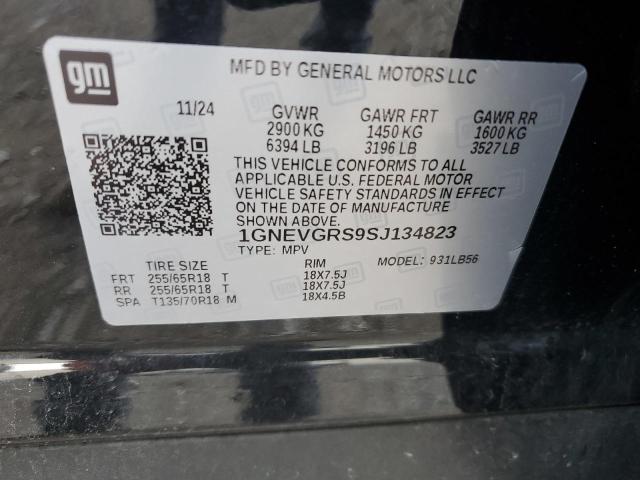 gm
MFD BY GENERAL MOTORS LLC
11/24 GVWR GAWR FRT GAWR RR
2900 KG 1450 KG 1600 KG
6394 LB 3196 LB 3527 LB
THIS VEHICLE CONFORMS TO ALL
APPLICABLE U.S. FEDERAL MOTOR
VEHICLE SAFETY STANDARDS IN EFFECT
ON THE DATE OF MANUFACTURE
SHOWN ABOVE.
1GNEVGRS9SJ134823
TYPE: MPV MODEL: 931LB56
TIRE SIZE RIM
FRT 255/65R18 T 18X7.5J
RR 255/65R18 T 18X7.5J
SPA T135/70R18 M 18X4.5B